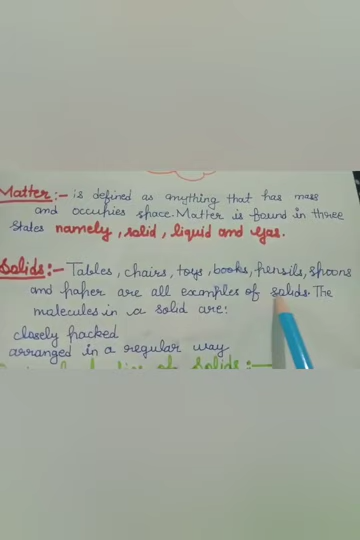 Matter:- is defined as anything that has mass
and occupies space. Matter is found in three
states namely, solid, liquid and gas.
Solids:- Tables, chairs, toys, books, pensils, spoons
and paper are all examples of solids. The
molecules in a solid are:
closely packed
arranged in a regular way
of Solids:-